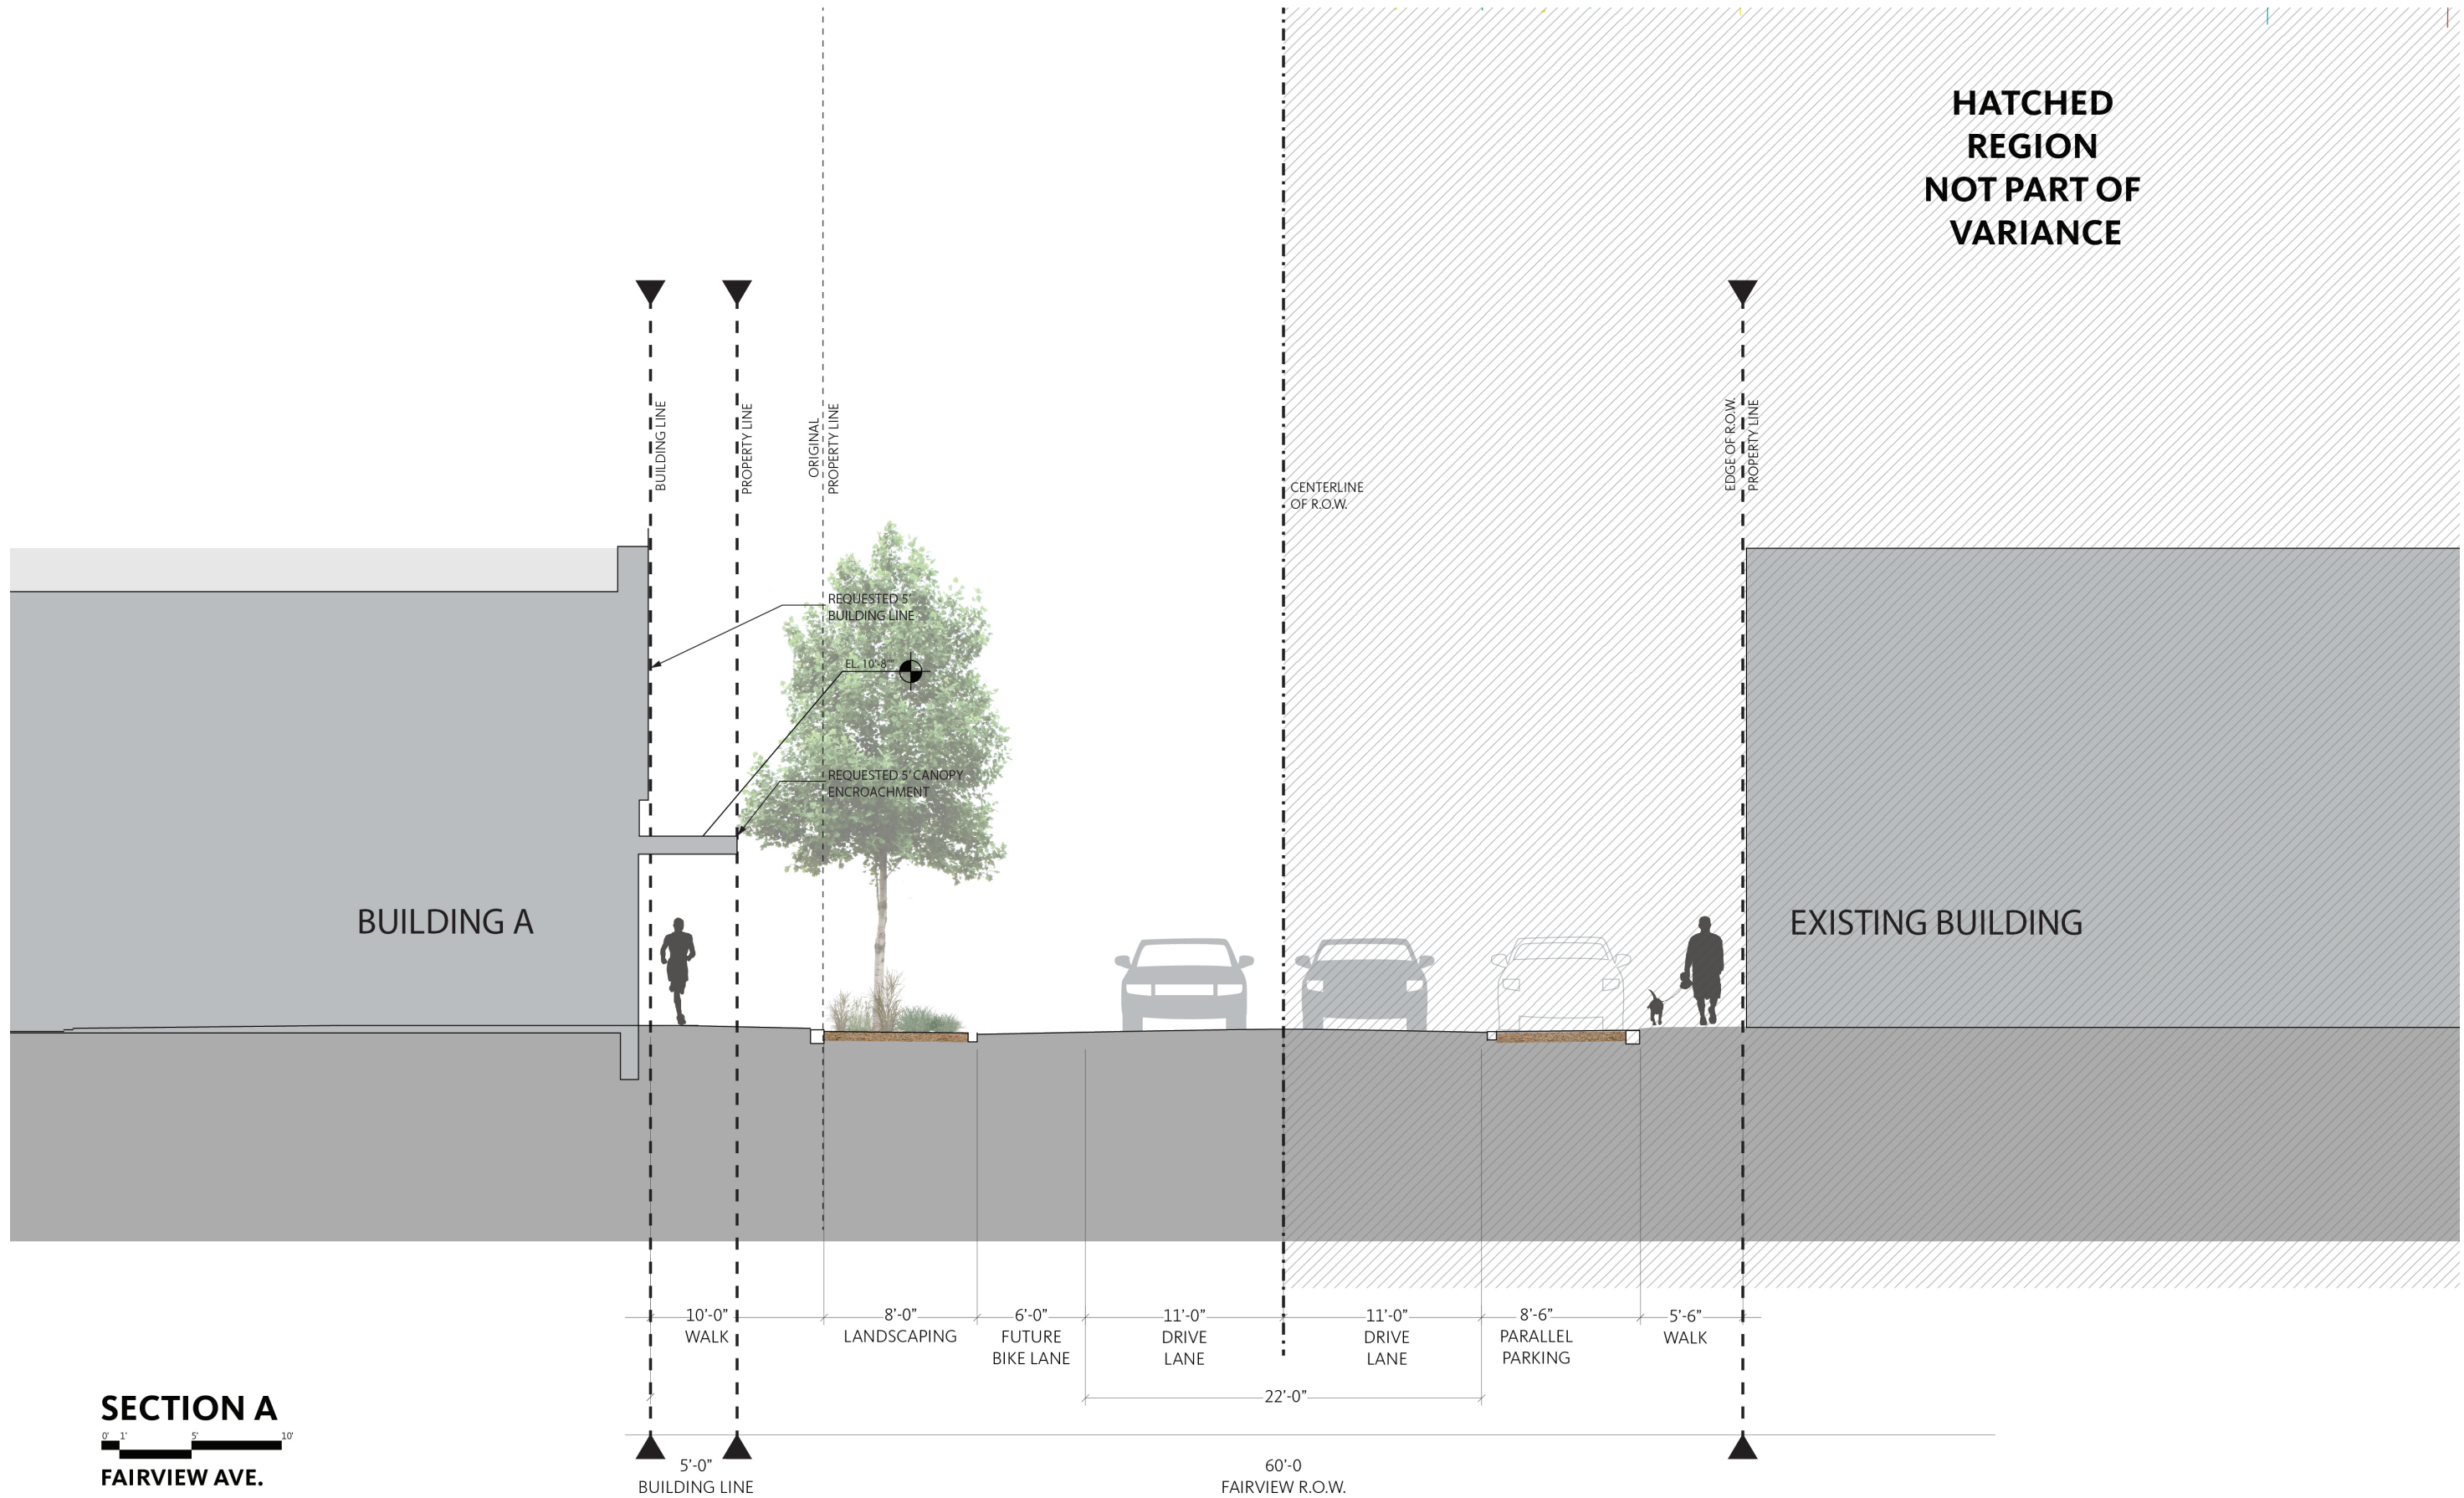 HATCHED
REGION
NOT PART OF
VARIANCE
BUILDING LINE
PROPERTY LINE
ORIGINAL
PROPERTY LINE
CENTERLINE
OF R.O.W.
EDGE OF R.O.W.
PROPERTY LINE
REQUESTED 5'
BUILDING LINE
EL. 10'-8"
REQUESTED 5' CANOPY
ENCROACHMENT
BUILDING A
EXISTING BUILDING
10'-0"
WALK
8'-0"
LANDSCAPING
6'-0"
FUTURE
BIKE LANE
11'-0"
DRIVE
LANE
11'-0"
DRIVE
LANE
8'-6"
PARALLEL
PARKING
5'-6"
WALK
22'-0"
SECTION A
0' 1' 5' 10'
FAIRVIEW AVE.
5'-0"
BUILDING LINE
60'-0
FAIRVIEW R.O.W.